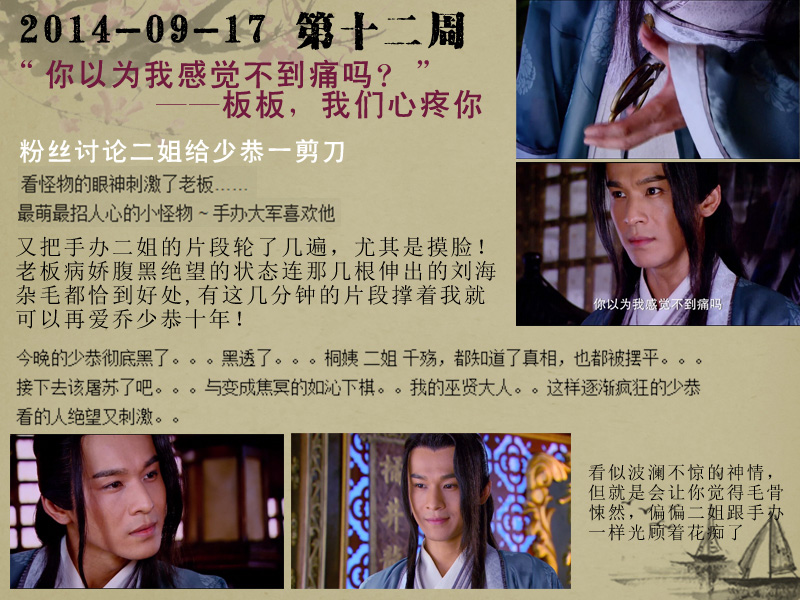 2014-09-17 第十二周
“你以为我感觉不到痛吗？”
——板板，我们心疼你
粉丝讨论二姐给少恭一剪刀
看怪物的眼神刺激了老板……
最萌最招人心的小怪物～手办大军喜欢他
又把手办二姐的片段轮了几遍，尤其是摸脸！
老板病娇腹黑绝望的状态连那几根伸出的刘海
杂毛都恰到好处,有这几分钟的片段撑着我就
可以再爱乔少恭十年！
你以为我感觉不到痛吗
今晚的少恭彻底黑了。。。黑透了。。。桐姨 二姐 千殇，都知道了真相，也都被摆平。。。
接下去该屠苏了吧。。。与变成焦冥的如沁下棋。。我的巫贤大人。。这样逐渐疯狂的少恭
看的人绝望又刺激。。
看似波澜不惊的神情，
但就是会让你觉得毛骨
悚然，偏偏二姐跟手办
一样光顾着花痴了